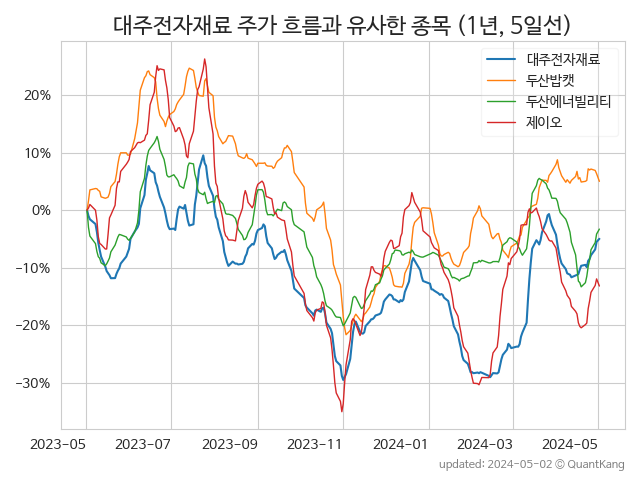 대주전자재료 주가 흐름과 유사한 종목 (1년, 5일선)
대주전자재료
두산밥캣
두산에너빌리티
제이오
20%
10%
0%
−10%
−20%
−30%
2023-05 2023-07 2023-09 2023-11 2024-01 2024-03 2024-05
updated: 2024-05-02 © QuantKang